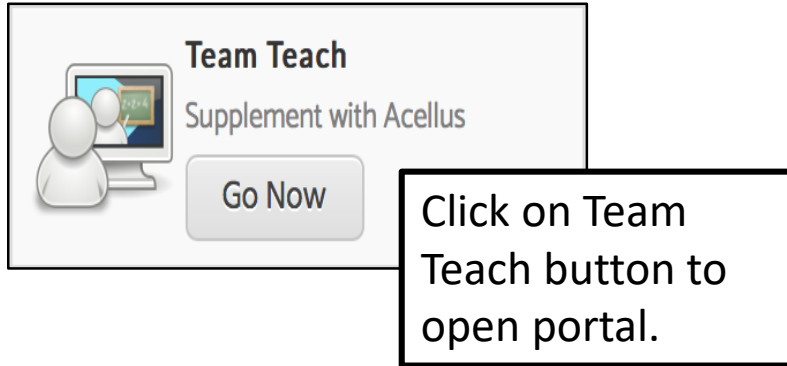 Team Teach
Supplement with Acellus
Go Now
Click on Team
Teach button to
open portal.